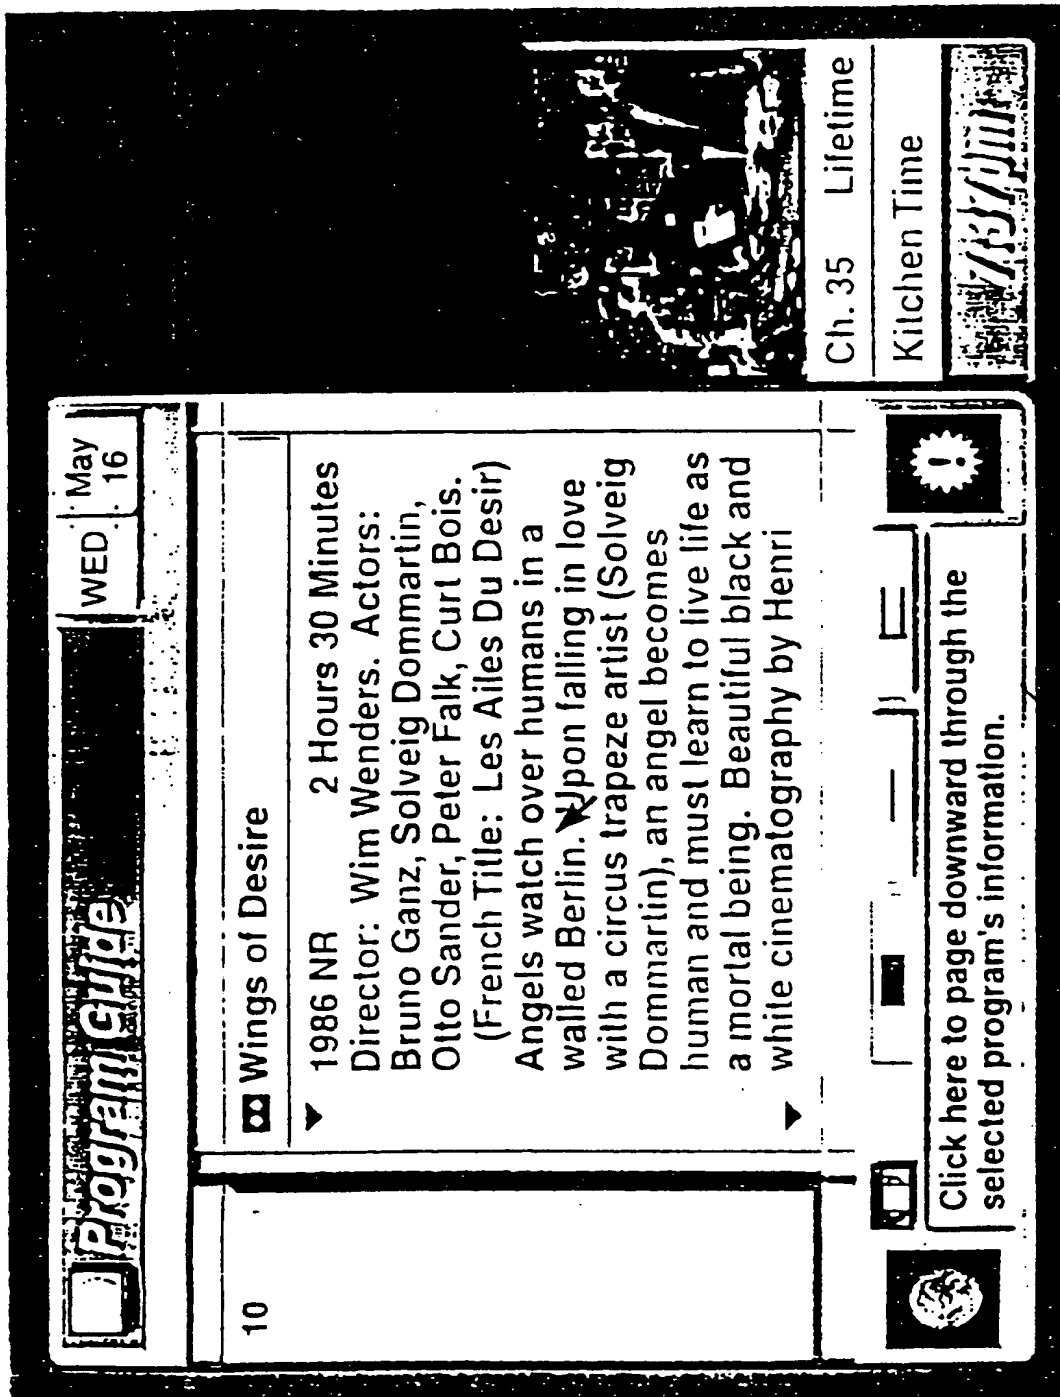 Program Guide
WED May
16
10
Wings of Desire
1986 NR 2 Hours 30 Minutes
Director: Wim Wenders. Actors:
Bruno Ganz, Solveig Dommartin,
Otto Sander, Peter Falk, Curt Bois.
(French Title: Les Ailes Du Desir)
Angels watch over humans in a
walled Berlin. Upon falling in love
with a circus trapeze artist (Solveig
Dommartin), an angel becomes
human and must learn to live life as
a mortal being. Beautiful black and
white cinematography by Henri
!
Click here to page downward through the
selected program's information.
Ch. 35 Lifetime
Kitchen Time